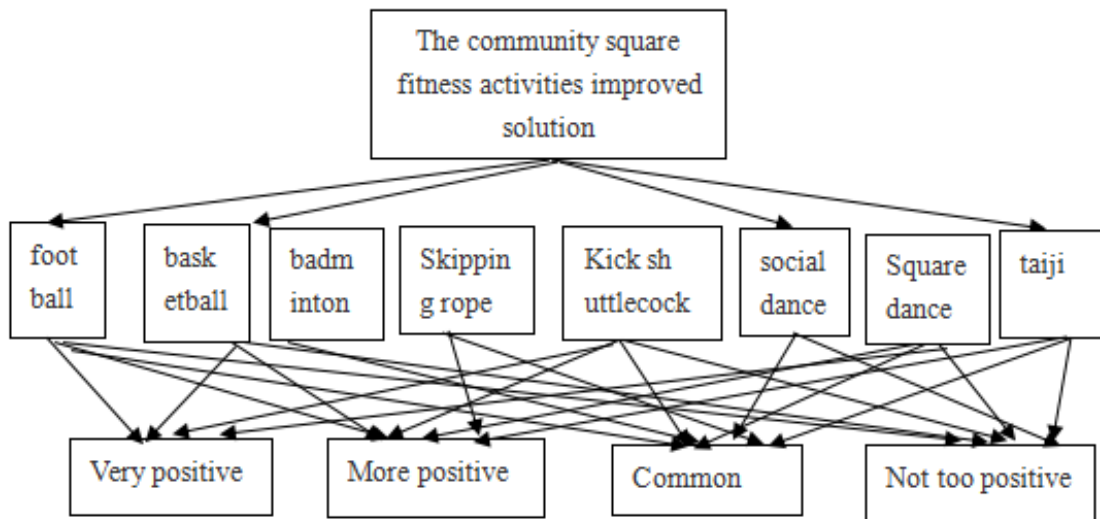 The community square
fitness activities improved
solution
foot
ball
bask
etball
badm
inton
Skippin
g rope
Kick sh
uttlecock
social
dance
Square
dance
taiji
Very positive
More positive
Common
Not too positive